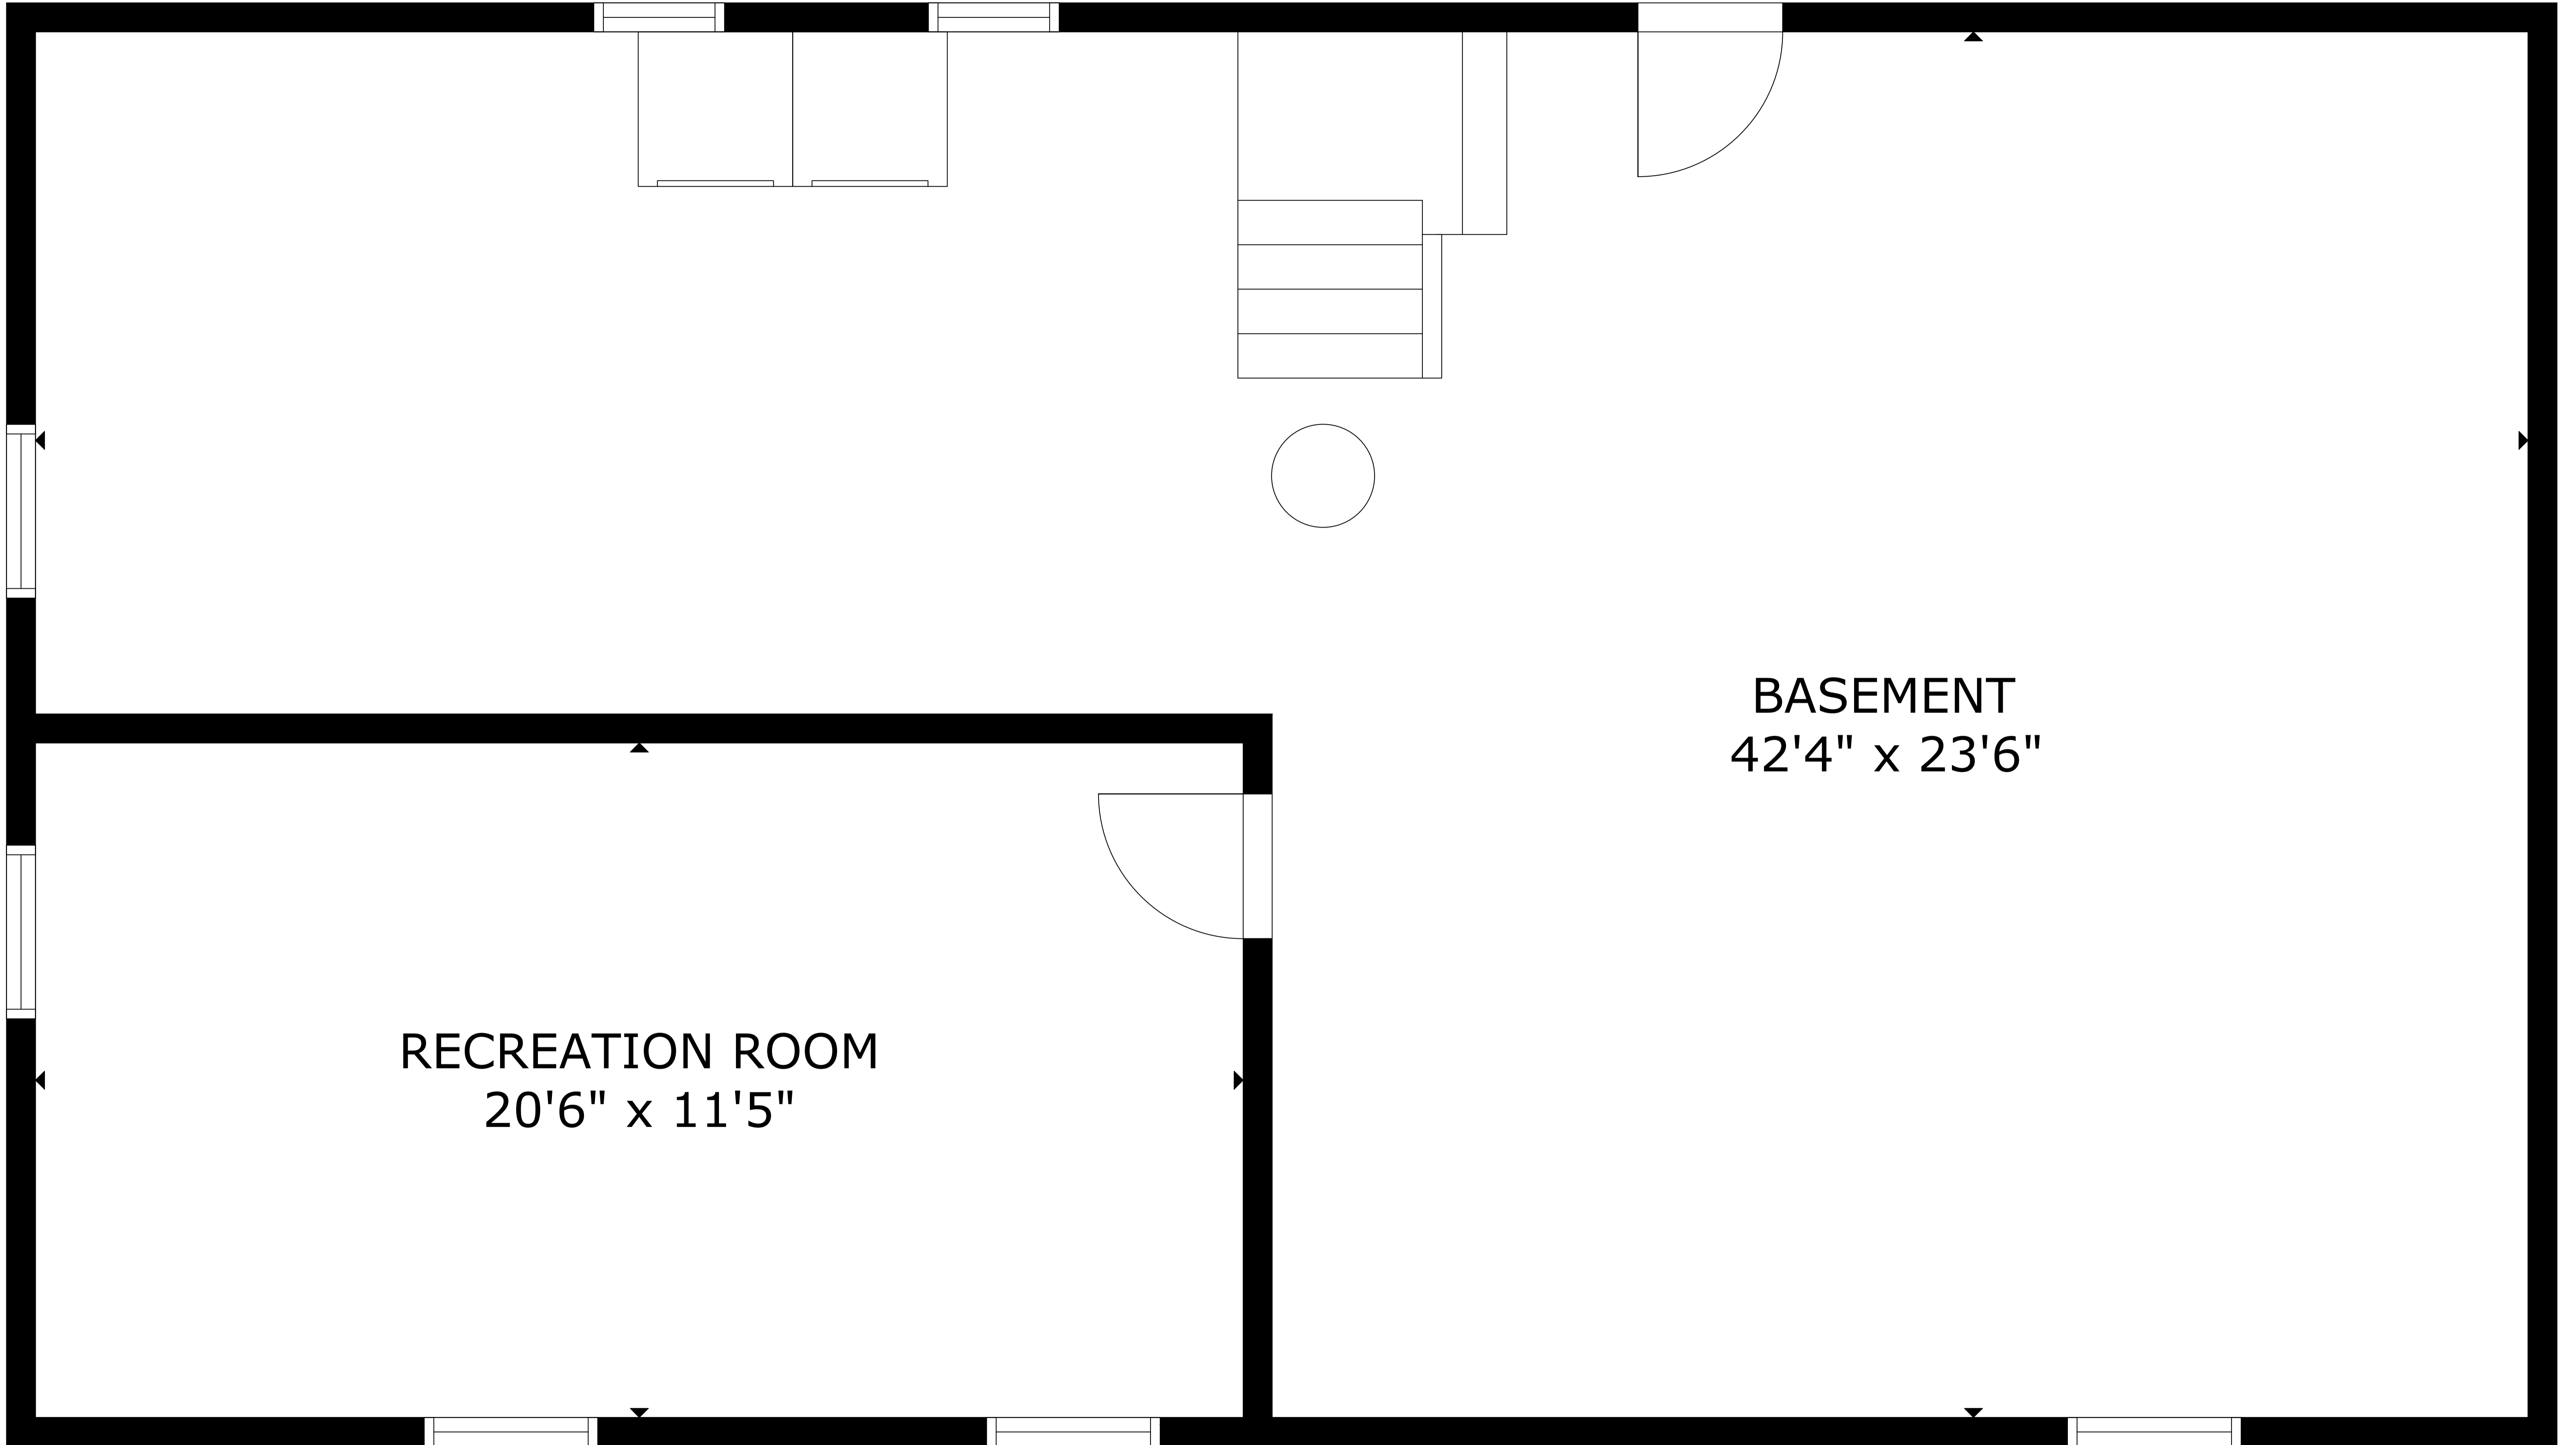 BASEMENT
42'4" x 23'6"
RECREATION ROOM
20'6" x 11'5"